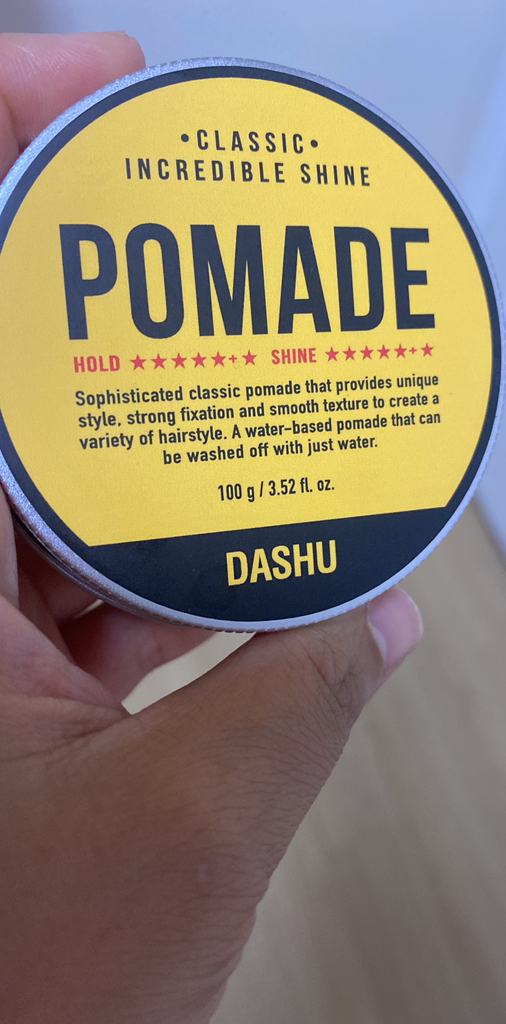 •CLASSIC•
INCREDIBLE SHINE
POMADE
HOLD ★★★★★+★ SHINE ★★★★★+★
Sophisticated classic pomade that provides unique
style, strong fixation and smooth texture to create a
variety of hairstyle. A water-based pomade that can
be washed off with just water.
100 g / 3.52 fl. oz.
DASHU